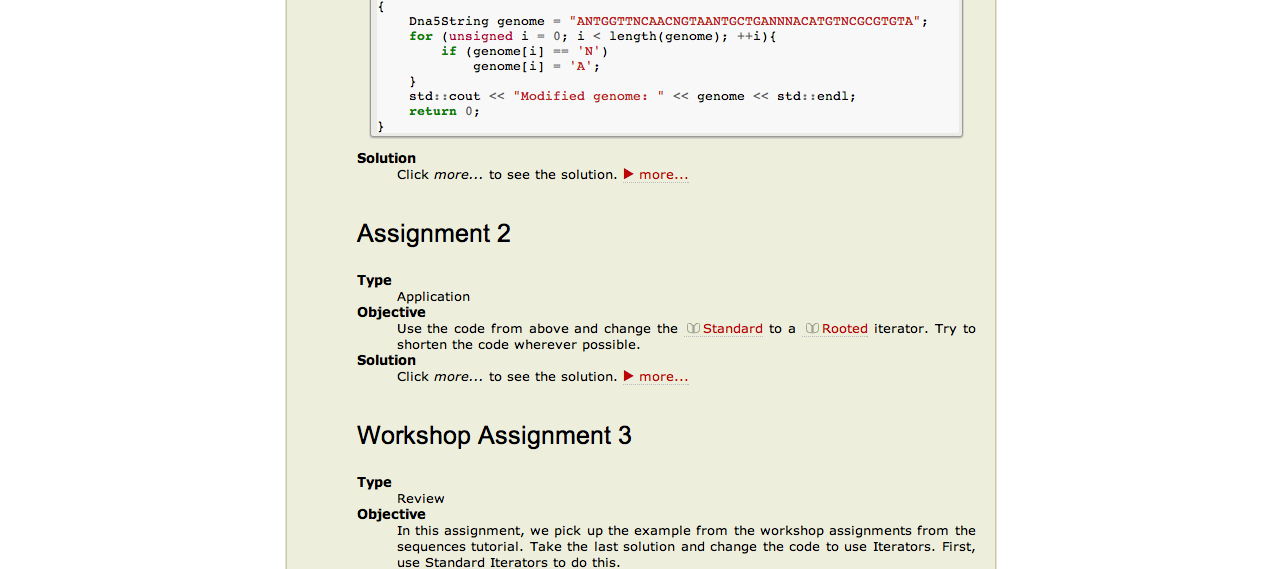 {
    Dna5String genome = "ANTGGTTNCAACNGTAANTGCTGANNNACATGTNCGCGTGTA";
    for (unsigned i = 0; i < length(genome); ++i){
        if (genome[i] == 'N')
            genome[i] = 'A';
    }
    std::cout << "Modified genome: " << genome << std::endl;
    return 0;
}
Solution
Click more... to see the solution. ▶ more...
Assignment 2
Type
Application
Objective
Use the code from above and change the Standard to a Rooted iterator. Try to
shorten the code wherever possible.
Solution
Click more... to see the solution. ▶ more...
Workshop Assignment 3
Type
Review
Objective
In this assignment, we pick up the example from the workshop assignments from the
sequences tutorial. Take the last solution and change the code to use Iterators. First,
use Standard Iterators to do this.